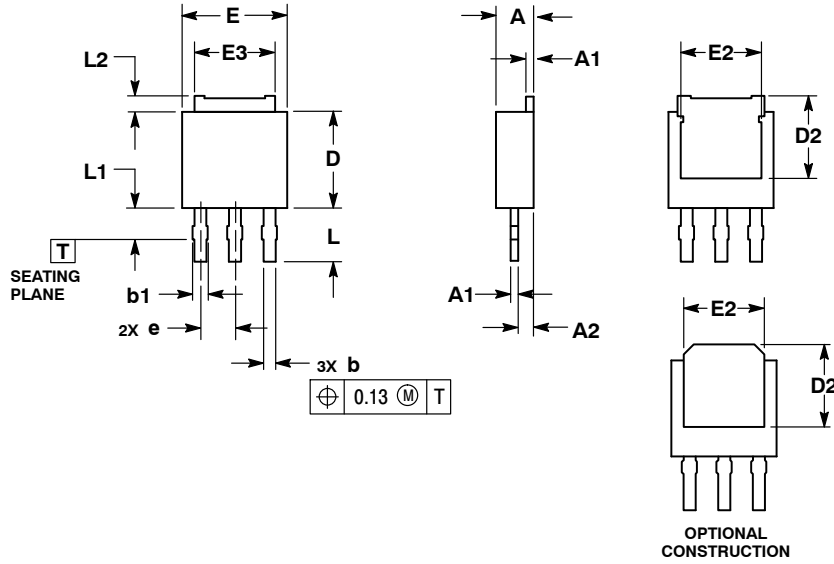 E
E3
L2
L1
D
L
T
SEATING
PLANE
b1
2X e
3X b
⌖ 0.13 Ⓜ T
A
A1
A1
A2
E2
D2
E2
D2
OPTIONAL
CONSTRUCTION